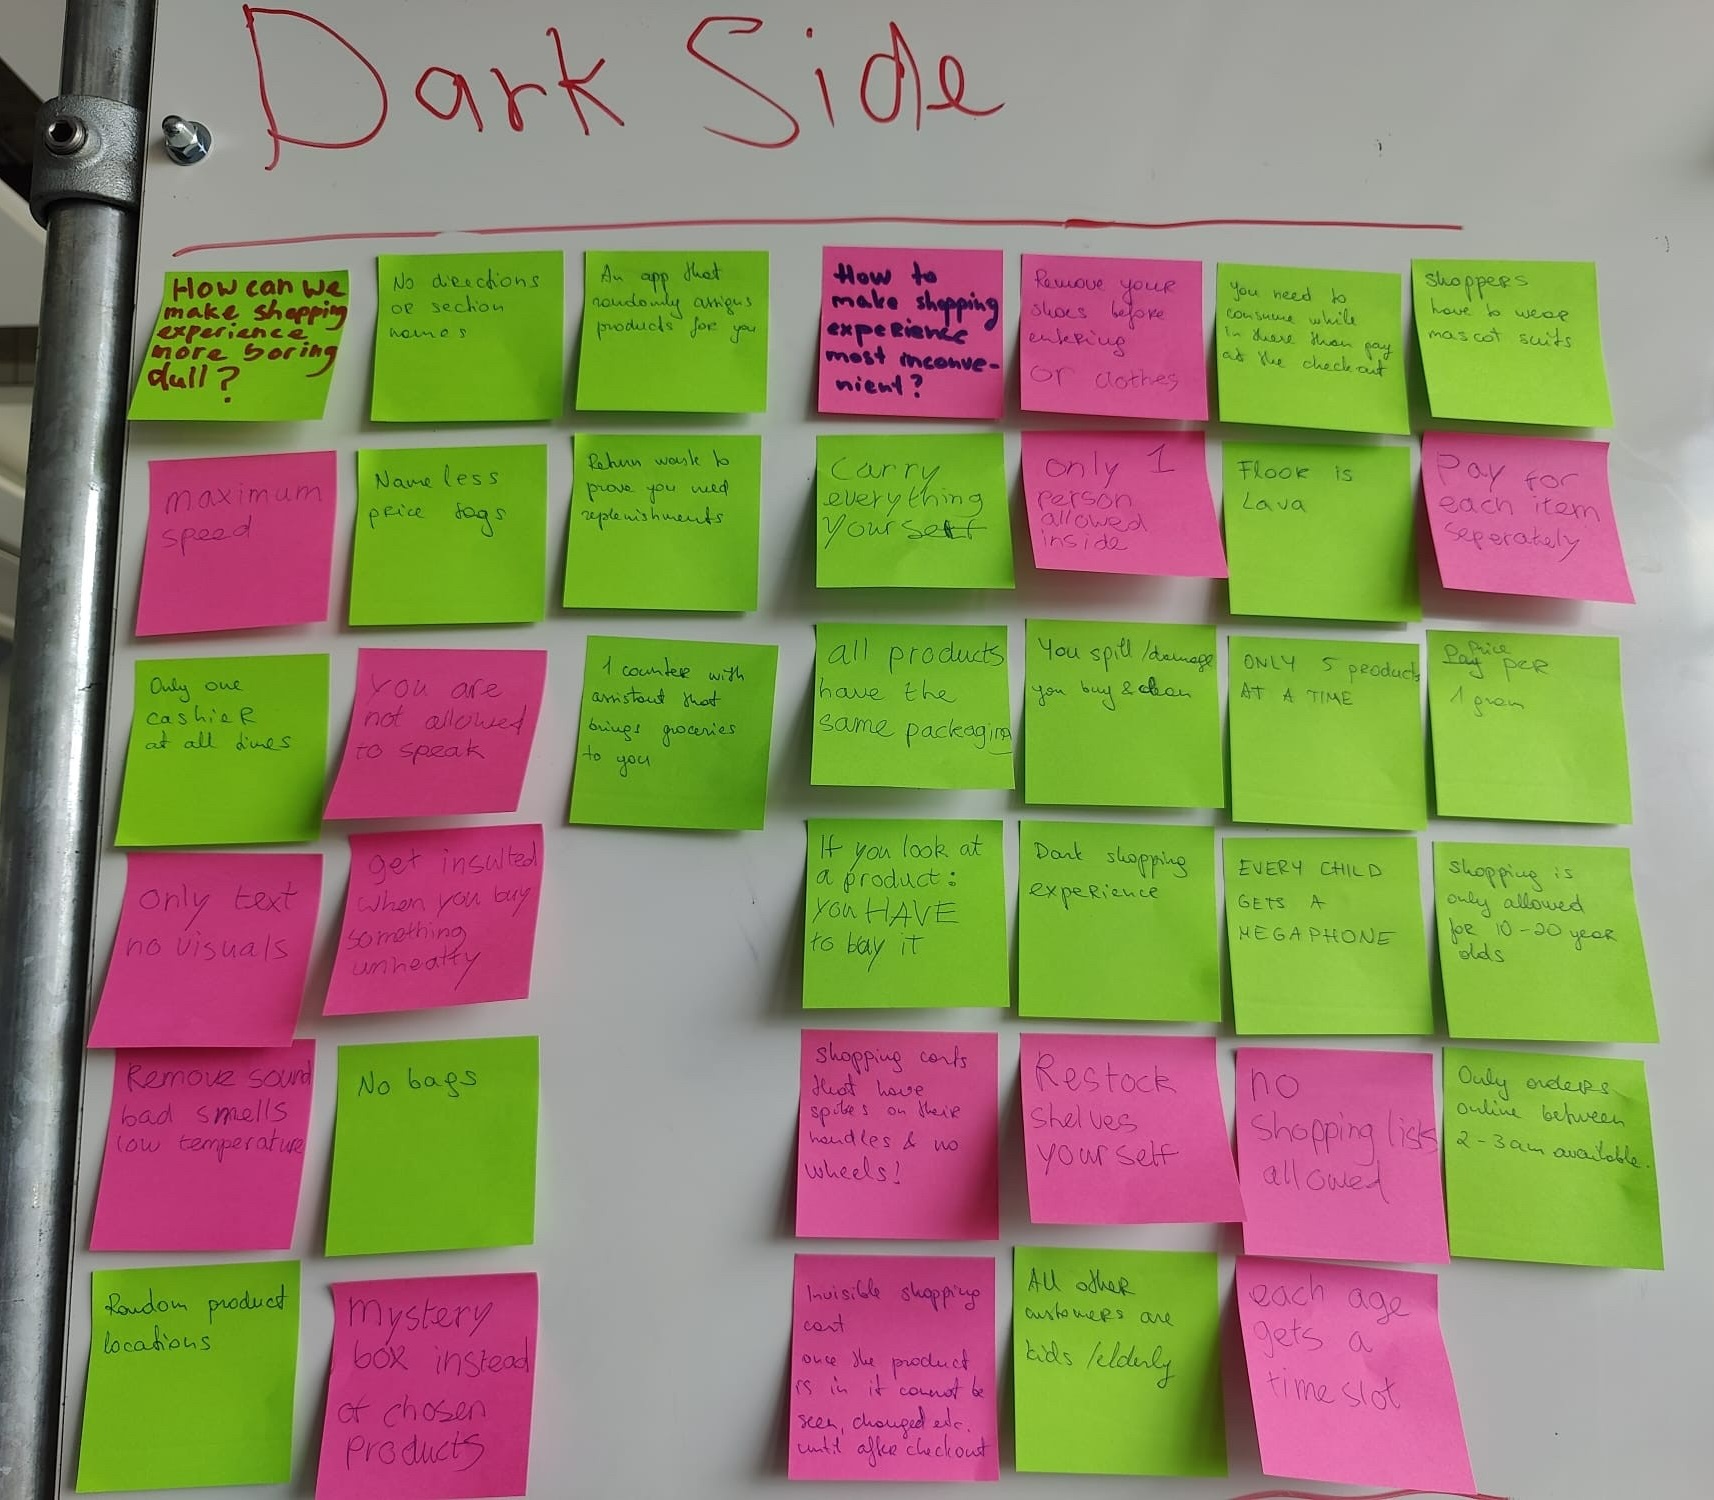 Dark Side
How can we
make shopping
experience
more boring
dull?
No directions
or section
names
An app that
randomly assigns
products for you
maximum
speed
Nameless
price tags
Return waste to
prove you need
replenishments
Only one
cashier
at all times
You are
not allowed
to speak
1 counter with
assistant that
brings groceries
to you
only text
no visuals
get insulted
when you buy
something
unhealty
Remove sound
bad smells
low temperature
No bags
Random product
locations
Mystery
box instead
of chosen
products
How to
make shopping
experience
most inconve-
nient?
Remove your
shoes before
entering
or clothes
You need to
consume while
in there than pay
at the checkout
Shoppers
have to wear
mascot suits
Carry
everything
yourself
only 1
person
allowed
inside
Floor is
Lava
Pay for
each item
seperately
all products
have the
same packaging
You spill/damage
you buy & clean
ONLY 5 products
AT A TIME
Price
Pay per
1 gram
If you look at
a product:
you HAVE
to buy it
Dark shopping
experience
EVERY CHILD
GETS A
MEGAPHONE
Shopping is
only allowed
for 10-20 year
olds
Shopping carts
that have
spikes on their
handles & no
wheels!
Restock
shelves
yourself
no
shopping lists
allowed
Only orders
online between
2-3am available.
Invisible shopping
cart
once the product
is in it cannot be
seen, changed etc.
until after checkout
All other
customers are
kids/elderly
each age
gets a
timeslot